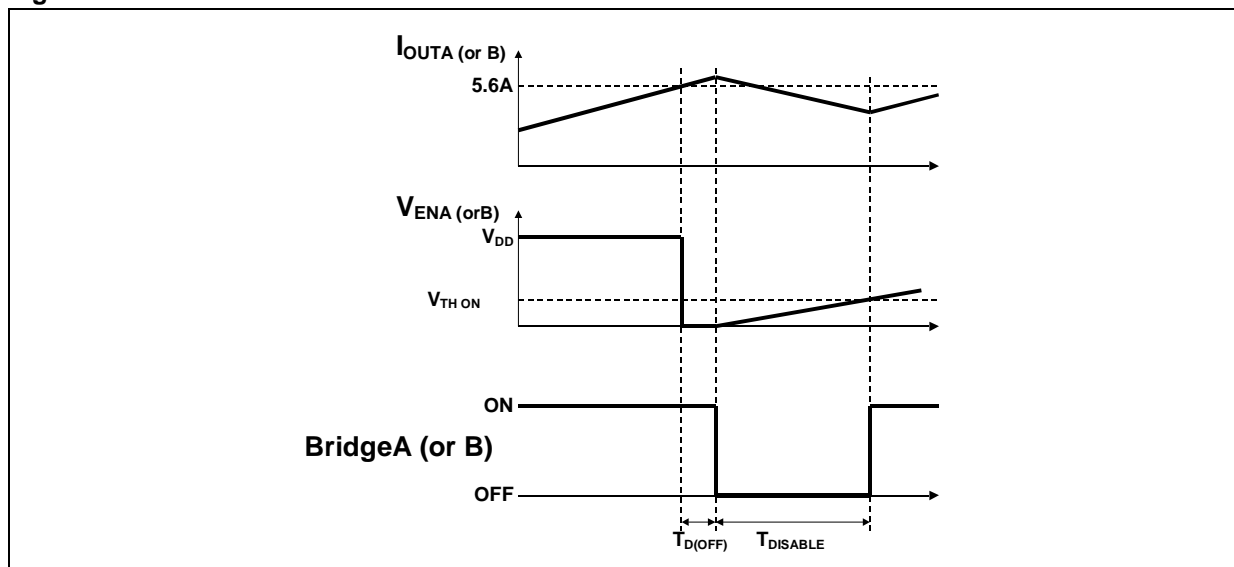 IOUTA (or B)
5.6A
VENA (orB)
VDD
VTH ON
ON
BridgeA (or B)
OFF
TD(OFF) TDISABLE